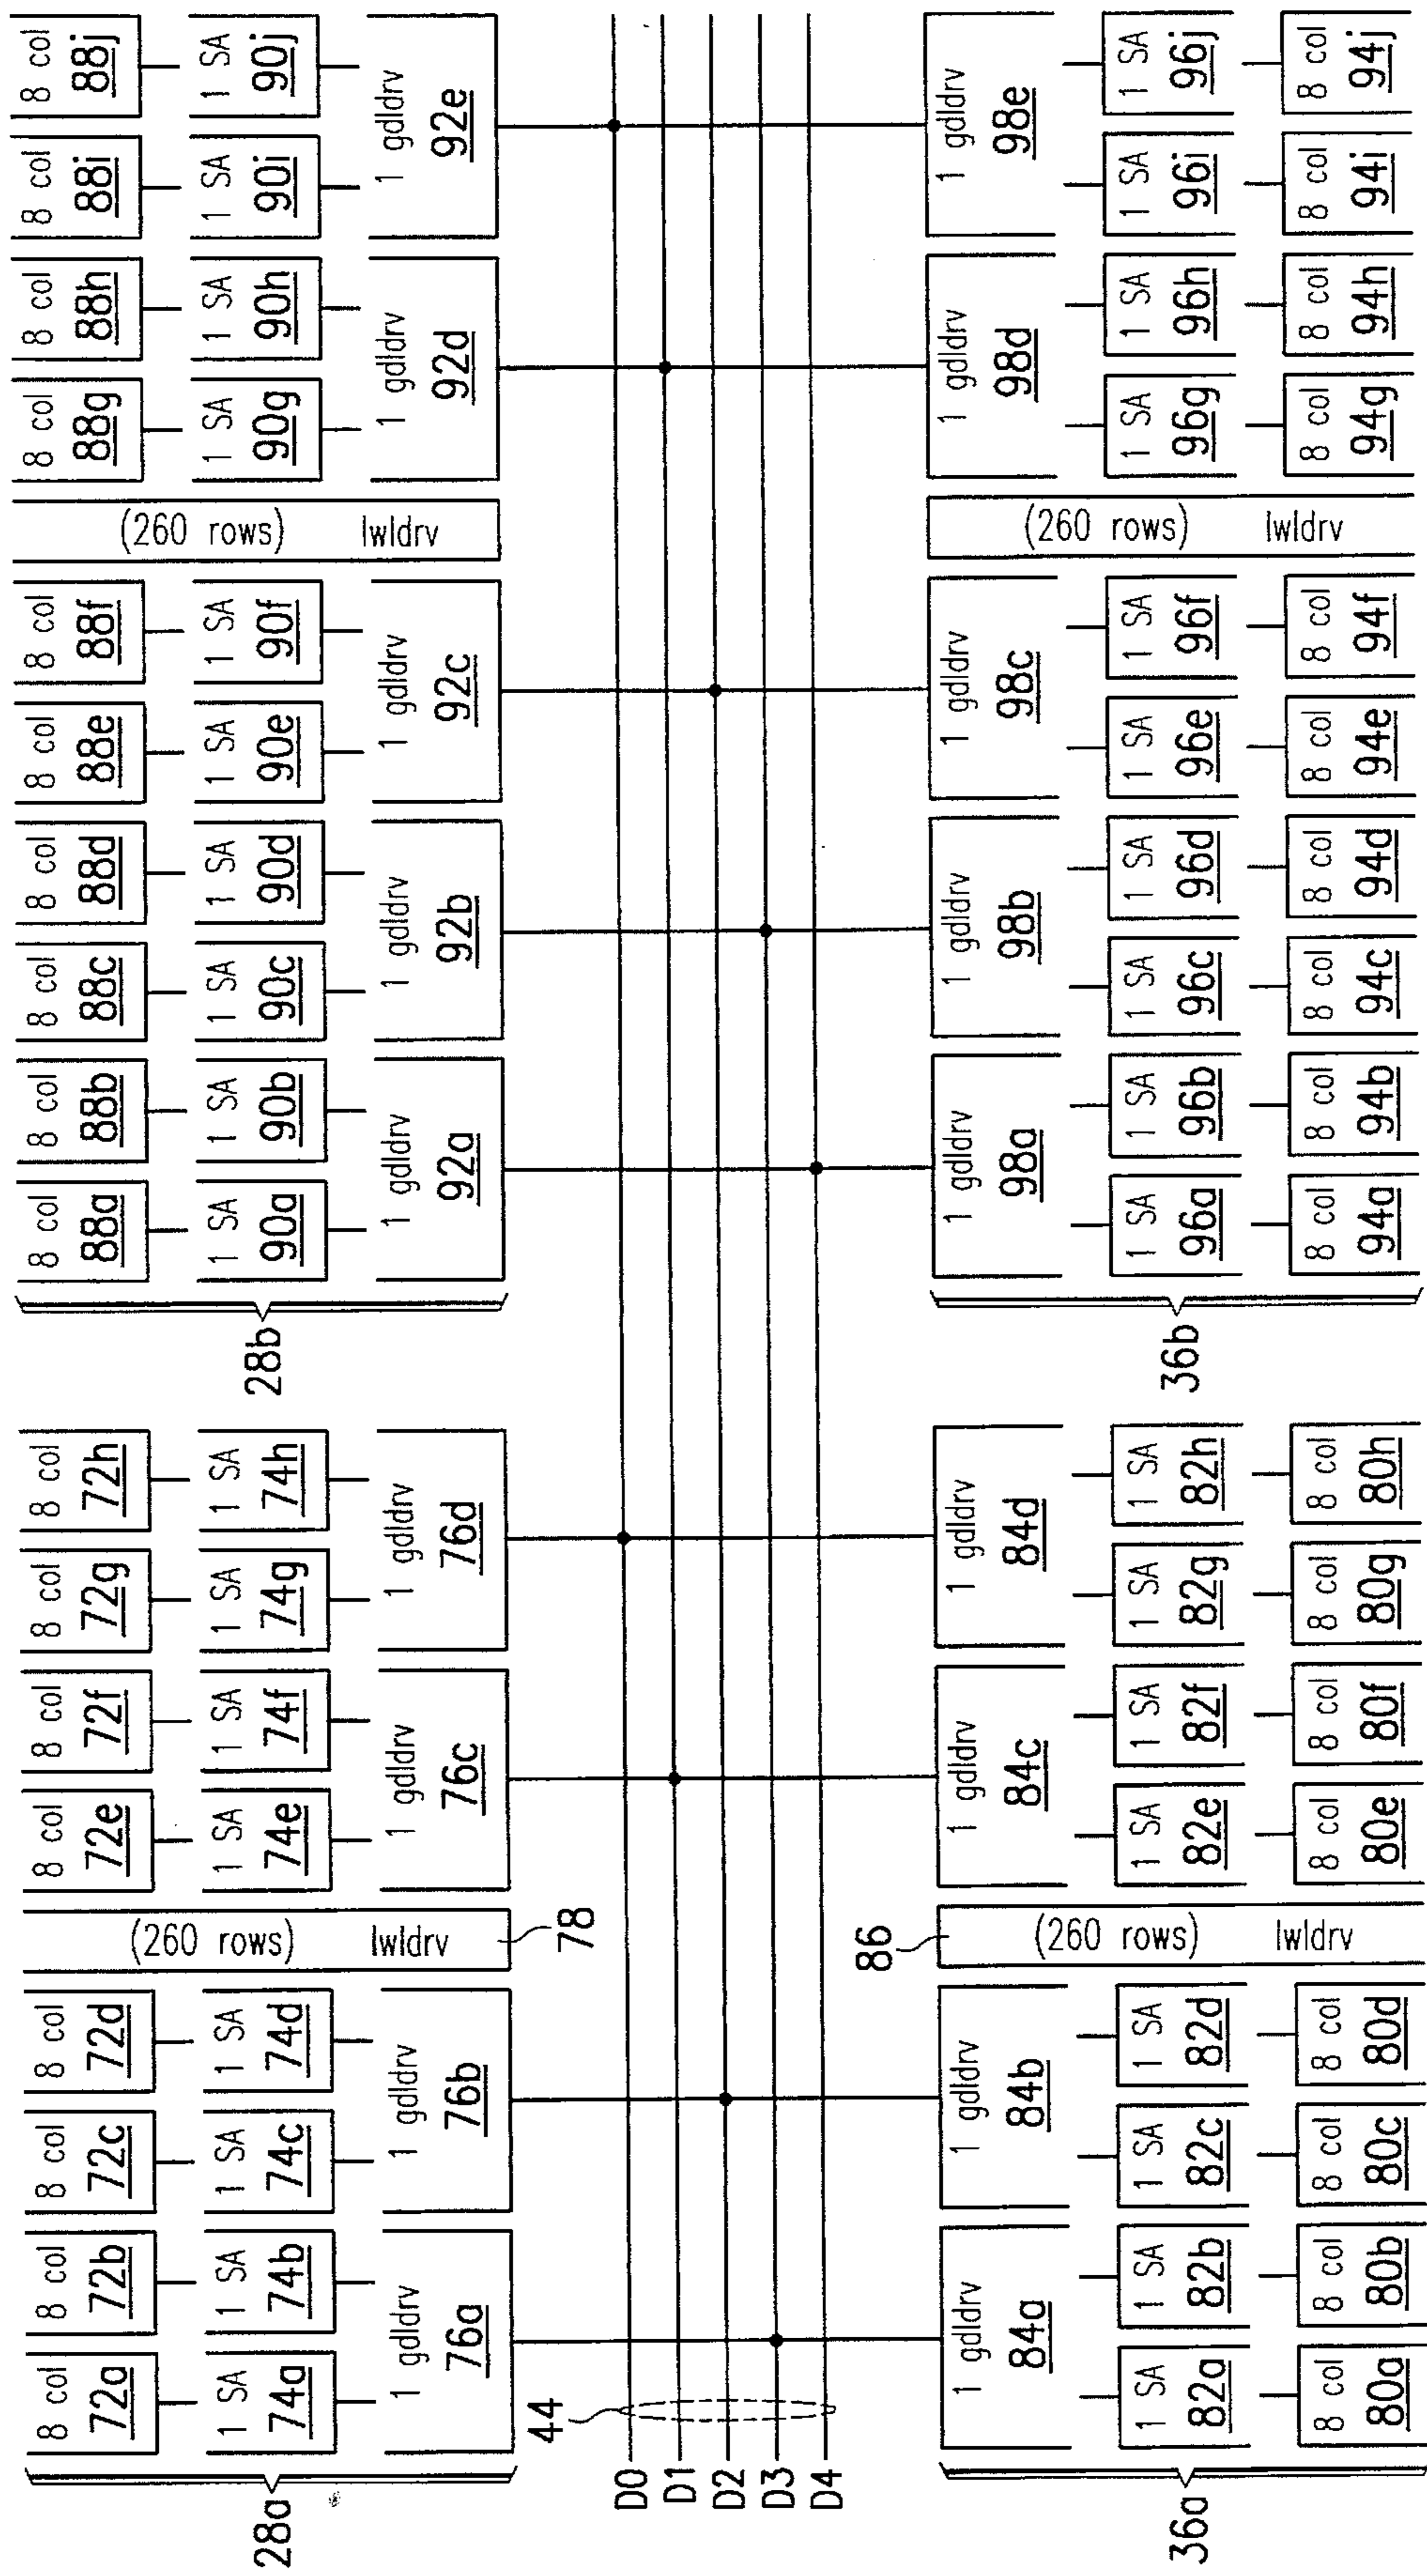 28a
8 col 8 col 8 col 8 col 8 col 8 col 8 col 8 col
72a 72b 72c 72d 72e 72f 72g 72h
1 SA 1 SA 1 SA 1 SA 1 SA 1 SA 1 SA 1 SA
74a 74b 74c 74d 74e 74f 74g 74h
1 gdldrv 1 gdldrv 1 gdldrv 1 gdldrv
76a 76b 76c 76d
(260 rows) lwldrv
78
28b
8 col 8 col 8 col 8 col 8 col 8 col 8 col 8 col 8 col 8 col
88a 88b 88c 88d 88e 88f 88g 88h 88i 88j
1 SA 1 SA 1 SA 1 SA 1 SA 1 SA 1 SA 1 SA 1 SA 1 SA
90a 90b 90c 90d 90e 90f 90g 90h 90i 90j
1 gdldrv 1 gdldrv 1 gdldrv 1 gdldrv 1 gdldrv
92a 92b 92c 92d 92e
(260 rows) lwldrv
44
D0
D1
D2
D3
D4
36a
86
(260 rows) lwldrv
1 gdldrv 1 gdldrv 1 gdldrv 1 gdldrv
84a 84b 84c 84d
1 SA 1 SA 1 SA 1 SA 1 SA 1 SA 1 SA 1 SA
82a 82b 82c 82d 82e 82f 82g 82h
8 col 8 col 8 col 8 col 8 col 8 col 8 col 8 col
80a 80b 80c 80d 80e 80f 80g 80h
36b
1 gdldrv 1 gdldrv 1 gdldrv 1 gdldrv 1 gdldrv
98a 98b 98c 98d 98e
(260 rows) lwldrv
1 SA 1 SA 1 SA 1 SA 1 SA 1 SA 1 SA 1 SA 1 SA 1 SA
96a 96b 96c 96d 96e 96f 96g 96h 96i 96j
8 col 8 col 8 col 8 col 8 col 8 col 8 col 8 col 8 col 8 col
94a 94b 94c 94d 94e 94f 94g 94h 94i 94j